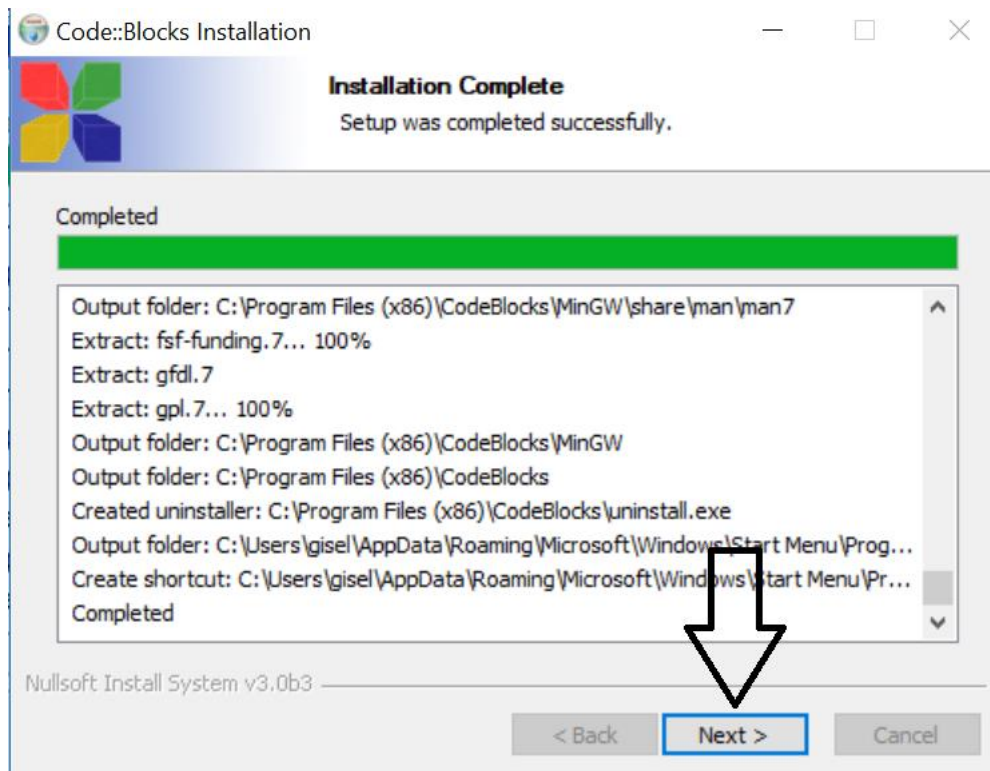 Code::Blocks Installation
Installation Complete
Setup was completed successfully.
Completed
Output folder: C:\Program Files (x86)\CodeBlocks\MinGW\share\man\man7
Extract: fsf-funding.7... 100%
Extract: gfdl.7
Extract: gpl.7... 100%
Output folder: C:\Program Files (x86)\CodeBlocks\MinGW
Output folder: C:\Program Files (x86)\CodeBlocks
Created uninstaller: C:\Program Files (x86)\CodeBlocks\uninstall.exe
Output folder: C:\Users\gisel\AppData\Roaming\Microsoft\Windows\Start Menu\Prog...
Create shortcut: C:\Users\gisel\AppData\Roaming\Microsoft\Windows\Start Menu\Pr...
Completed
Nullsoft Install System v3.0b3
< Back Next > Cancel